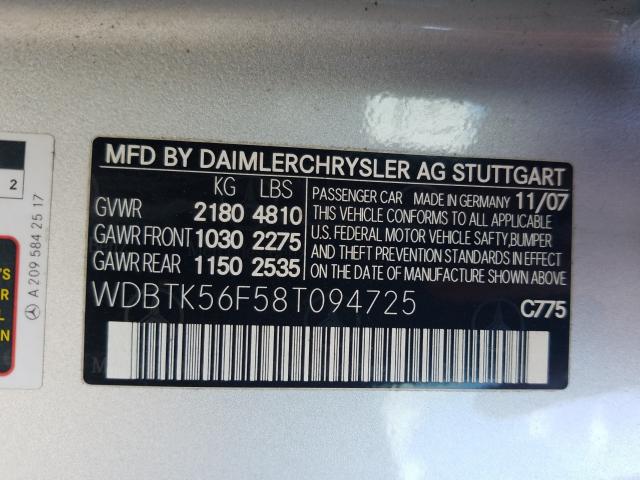 MFD BY DAIMLERCHRYSLER AG STUTTGART
KG LBS
GVWR 2180 4810
GAWR FRONT 1030 2275
GAWR REAR 1150 2535
PASSENGER CAR MADE IN GERMANY 11/07
THIS VEHICLE CONFORMS TO ALL APPLICABLE
U.S. FEDERAL MOTOR VEHICLE SAFTY,BUMPER
AND THEFT PREVENTION STANDARDS IN EFFECT
ON THE DATE OF MANUFACTURE SHOWN ABOVE
WDBTK56F58T094725
C775
2
A 209 584 25 17